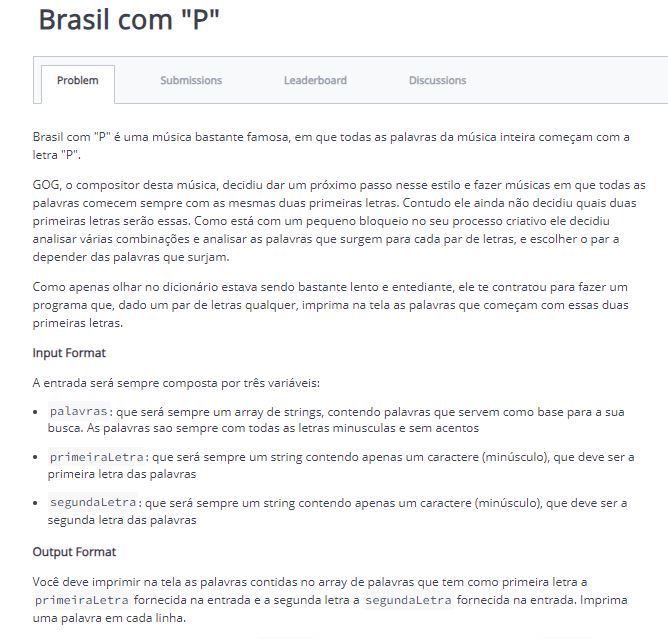 Brasil com "P"
Problem
Submissions
Leaderboard
Discussions
Brasil com "P" é uma música bastante famosa, em que todas as palavras da música inteira começam com a
letra "P".
GOG, o compositor desta música, decidiu dar um próximo passo nesse estilo e fazer músicas em que todas as
palavras comecem sempre com as mesmas duas primeiras letras. Contudo ele ainda não decidiu quais duas
primeiras letras serão essas. Como está com um pequeno bloqueio no seu processo criativo ele decidiu
analisar várias combinações e analisar as palavras que surgem para cada par de letras, e escolher o par a
depender das palavras que surjam.
Como apenas olhar no dicionário estava sendo bastante lento e entediante, ele te contratou para fazer um
programa que, dado um par de letras qualquer, imprima na tela as palavras que começam com essas duas
primeiras letras.
Input Format
A entrada será sempre composta por três variáveis:
• palavras: que será sempre um array de strings, contendo palavras que servem como base para a sua
busca. As palavras sao sempre com todas as letras minusculas e sem acentos
• primeiraLetra: que será sempre um string contendo apenas um caractere (minúsculo), que deve ser a
primeira letra das palavras
• segundaLetra: que será sempre um string contendo apenas um caractere (minúsculo), que deve ser a
segunda letra das palavras
Output Format
Você deve imprimir na tela as palavras contidas no array de palavras que tem como primeira letra a
primeiraLetra fornecida na entrada e a segunda letra a segundaLetra fornecida na entrada. Imprima
uma palavra em cada linha.